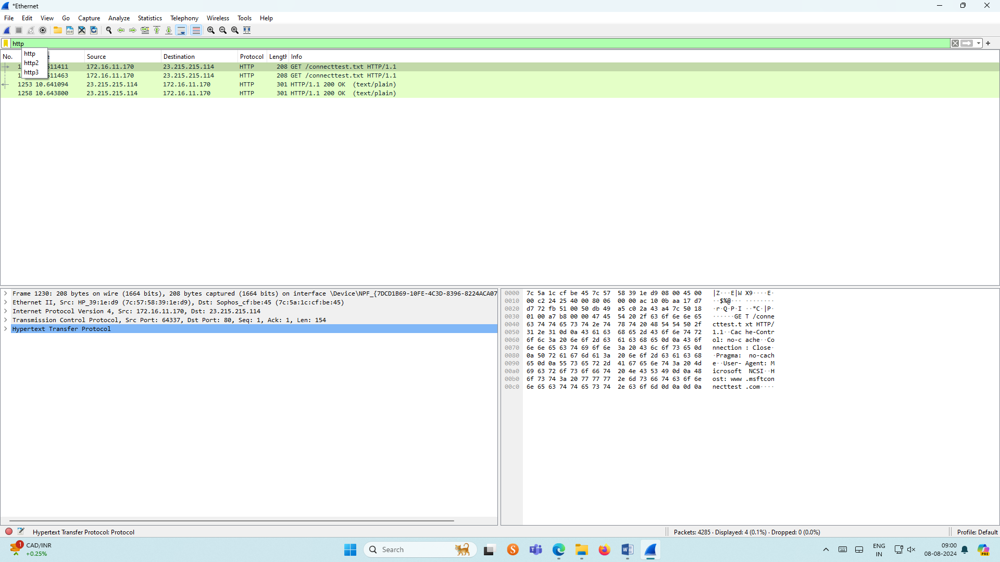 *Ethernet
File Edit View Go Capture Analyze Statistics Telephony Wireless Tools Help
http
http
http2
http3
No. e Source Destination Protocol Length Info
1 511411 172.16.11.170 23.215.215.114 HTTP 208 GET /connecttest.txt HTTP/1.1
1 511463 172.16.11.170 23.215.215.114 HTTP 208 GET /connecttest.txt HTTP/1.1
1253 10.641094 23.215.215.114 172.16.11.170 HTTP 301 HTTP/1.1 200 OK (text/plain)
1258 10.643800 23.215.215.114 172.16.11.170 HTTP 301 HTTP/1.1 200 OK (text/plain)
Frame 1230: 208 bytes on wire (1664 bits), 208 bytes captured (1664 bits) on interface \Device\NPF_{7DCD1B69-10FE-4C3D-8396-8224ACA07
Ethernet II, Src: HP_39:1e:d9 (7c:57:58:39:1e:d9), Dst: Sophos_cf:be:45 (7c:5a:1c:cf:be:45)
Internet Protocol Version 4, Src: 172.16.11.170, Dst: 23.215.215.114
Transmission Control Protocol, Src Port: 64337, Dst Port: 80, Seq: 1, Ack: 1, Len: 154
Hypertext Transfer Protocol
0000 7c 5a 1c cf be 45 7c 57 58 39 1e d9 08 00 45 00 |Z···E|W X9····E·
0010 00 c2 24 25 40 00 80 06 00 00 ac 10 0b aa 17 d7 ··$%@··· ········
0020 d7 72 fb 51 00 50 db 49 a5 c0 2a 43 a4 7c 50 18 ·r·Q·P·I ··*C·|P·
0030 01 00 a7 b8 00 00 47 45 54 20 2f 63 6f 6e 6e 65 ······GE T /conne
0040 63 74 74 65 73 74 2e 74 78 74 20 48 54 54 50 2f cttest.t xt HTTP/
0050 31 2e 31 0d 0a 43 61 63 68 65 2d 43 6f 6e 74 72 1.1··Cac he-Contr
0060 6f 6c 3a 20 6e 6f 2d 63 61 63 68 65 0d 0a 43 6f ol: no-c ache··Co
0070 6e 6e 65 63 74 69 6f 6e 3a 20 43 6c 6f 73 65 0d nnection : Close·
0080 0a 50 72 61 67 6d 61 3a 20 6e 6f 2d 63 61 63 68 ·Pragma: no-cach
0090 65 0d 0a 55 73 65 72 2d 41 67 65 6e 74 3a 20 4d e··User- Agent: M
00a0 69 63 72 6f 73 6f 66 74 20 4e 43 53 49 0d 0a 48 icrosoft NCSI··H
00b0 6f 73 74 3a 20 77 77 77 2e 6d 73 66 74 63 6f 6e ost: www .msftcon
00c0 6e 65 63 74 74 65 73 74 2e 63 6f 6d 0d 0a 0d 0a necttest .com····
Hypertext Transfer Protocol: Protocol Packets: 4285 · Displayed: 4 (0.1%) · Dropped: 0 (0.0%) Profile: Default
1 CAD/INR
+0.25%
Search
ENG
IN
09:00
08-08-2024
PRE